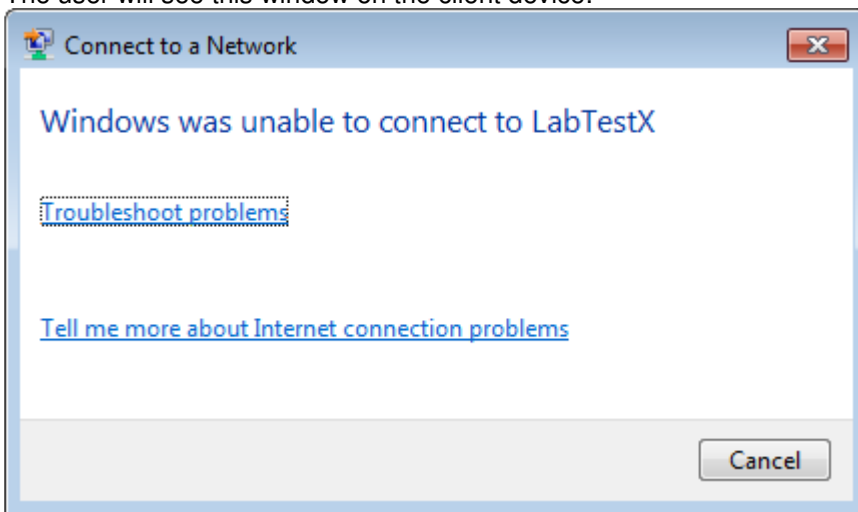 The user will see this window on the client device.
Connect to a Network
Windows was unable to connect to LabTestX
Troubleshoot problems
Tell me more about Internet connection problems
Cancel